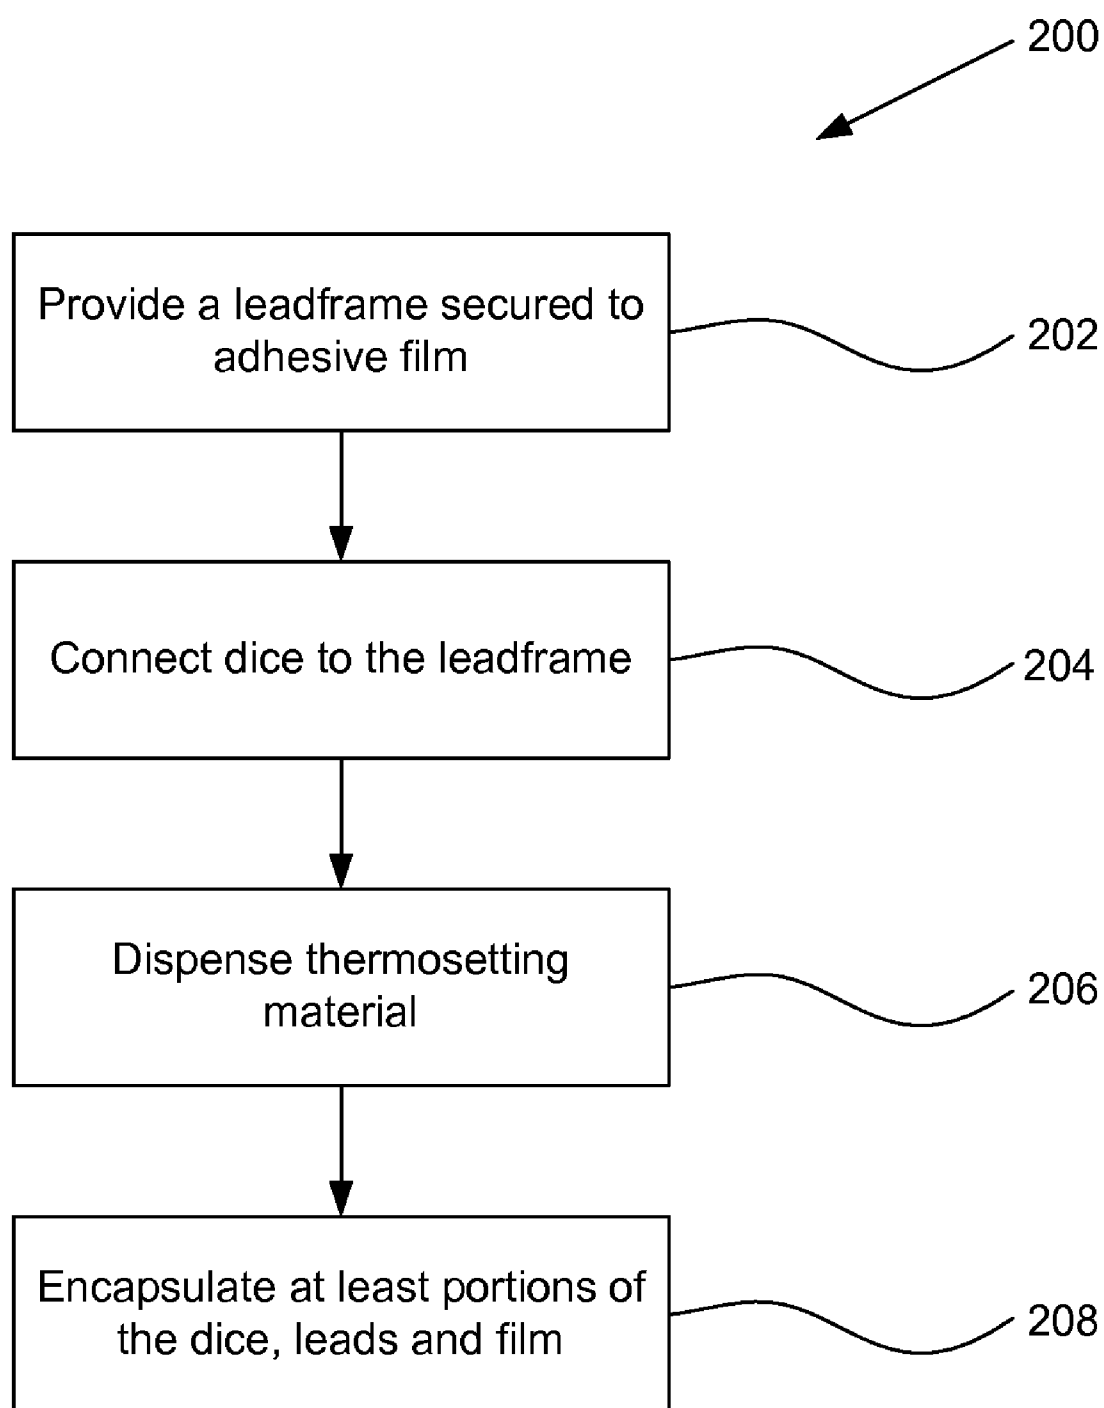 200
Provide a leadframe secured to
adhesive film
202
Connect dice to the leadframe
204
Dispense thermosetting
material
206
Encapsulate at least portions of
the dice, leads and film
208